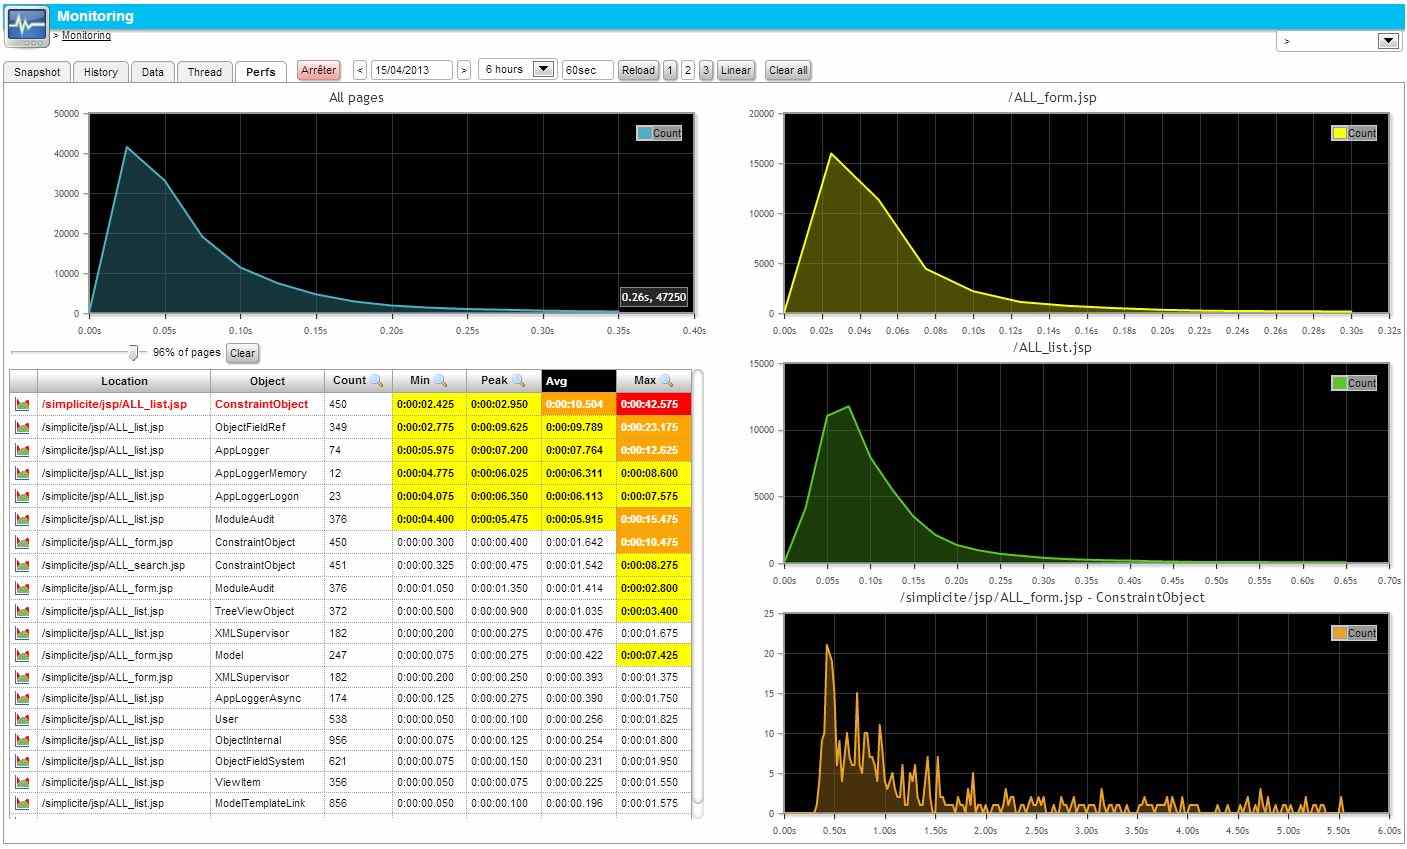 Monitoring
> Monitoring
>
Snapshot History Data Thread Perfs Arrêter < 15/04/2013 > 6 hours 60sec Reload 1 2 3 Linear Clear all
All pages
50000
40000
30000
20000
10000
0
Count
0.26s, 47250
0.00s 0.05s 0.10s 0.15s 0.20s 0.25s 0.30s 0.35s 0.40s
96% of pages Clear
Location Object Count Min Peak Avg Max
/simplicite/jsp/ALL_list.jsp ConstraintObject 450 0:00:02.425 0:00:02.950 0:00:10.504 0:00:42.575
/simplicite/jsp/ALL_list.jsp ObjectFieldRef 349 0:00:02.775 0:00:09.625 0:00:09.789 0:00:23.175
/simplicite/jsp/ALL_list.jsp AppLogger 74 0:00:05.975 0:00:07.200 0:00:07.764 0:00:12.625
/simplicite/jsp/ALL_list.jsp AppLoggerMemory 12 0:00:04.775 0:00:06.025 0:00:06.311 0:00:08.600
/simplicite/jsp/ALL_list.jsp AppLoggerLogon 23 0:00:04.075 0:00:06.350 0:00:06.113 0:00:07.575
/simplicite/jsp/ALL_list.jsp ModuleAudit 376 0:00:04.400 0:00:05.475 0:00:05.915 0:00:15.475
/simplicite/jsp/ALL_form.jsp ConstraintObject 450 0:00:00.300 0:00:00.400 0:00:01.642 0:00:10.475
/simplicite/jsp/ALL_search.jsp ConstraintObject 451 0:00:00.325 0:00:00.475 0:00:01.542 0:00:08.275
/simplicite/jsp/ALL_form.jsp ModuleAudit 376 0:00:01.050 0:00:01.350 0:00:01.414 0:00:02.800
/simplicite/jsp/ALL_list.jsp TreeViewObject 372 0:00:00.500 0:00:00.900 0:00:01.035 0:00:03.400
/simplicite/jsp/ALL_list.jsp XMLSupervisor 182 0:00:00.200 0:00:00.275 0:00:00.476 0:00:01.675
/simplicite/jsp/ALL_form.jsp Model 247 0:00:00.075 0:00:00.275 0:00:00.422 0:00:07.425
/simplicite/jsp/ALL_form.jsp XMLSupervisor 182 0:00:00.200 0:00:00.250 0:00:00.393 0:00:01.375
/simplicite/jsp/ALL_list.jsp AppLoggerAsync 174 0:00:00.125 0:00:00.275 0:00:00.390 0:00:01.750
/simplicite/jsp/ALL_list.jsp User 538 0:00:00.050 0:00:00.100 0:00:00.256 0:00:01.825
/simplicite/jsp/ALL_list.jsp ObjectInternal 956 0:00:00.075 0:00:00.125 0:00:00.254 0:00:01.800
/simplicite/jsp/ALL_list.jsp ObjectFieldSystem 621 0:00:00.075 0:00:00.150 0:00:00.231 0:00:01.950
/simplicite/jsp/ALL_list.jsp ViewItem 356 0:00:00.050 0:00:00.075 0:00:00.225 0:00:01.550
/simplicite/jsp/ALL_list.jsp ModelTemplateLink 856 0:00:00.050 0:00:00.100 0:00:00.196 0:00:01.575
/ALL_form.jsp
20000
15000
10000
5000
0
Count
0.00s 0.02s 0.04s 0.06s 0.08s 0.10s 0.12s 0.14s 0.16s 0.18s 0.20s 0.22s 0.24s 0.26s 0.28s 0.30s 0.32s
/ALL_list.jsp
15000
10000
5000
0
Count
0.00s 0.05s 0.10s 0.15s 0.20s 0.25s 0.30s 0.35s 0.40s 0.45s 0.50s 0.55s 0.60s 0.65s 0.70s
/simplicite/jsp/ALL_form.jsp - ConstraintObject
25
20
15
10
5
0
Count
0.00s 0.50s 1.00s 1.50s 2.00s 2.50s 3.00s 3.50s 4.00s 4.50s 5.00s 5.50s 6.00s